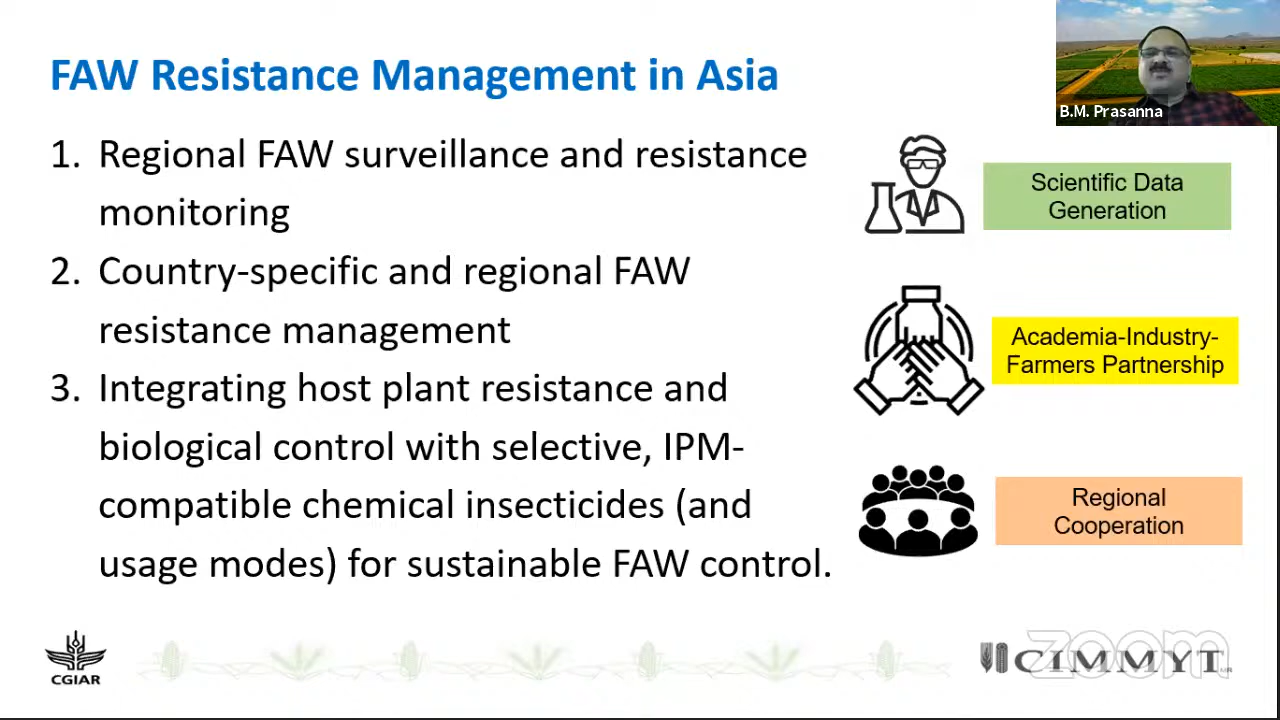 FAW Resistance Management in Asia
B.M. Prasanna
1. Regional FAW surveillance and resistance
monitoring
2. Country-specific and regional FAW
resistance management
3. Integrating host plant resistance and
biological control with selective, IPM-
compatible chemical insecticides (and
usage modes) for sustainable FAW control.
Scientific Data
Generation
Academia-Industry-
Farmers Partnership
Regional
Cooperation
CGIAR
CIMMYT
zoom